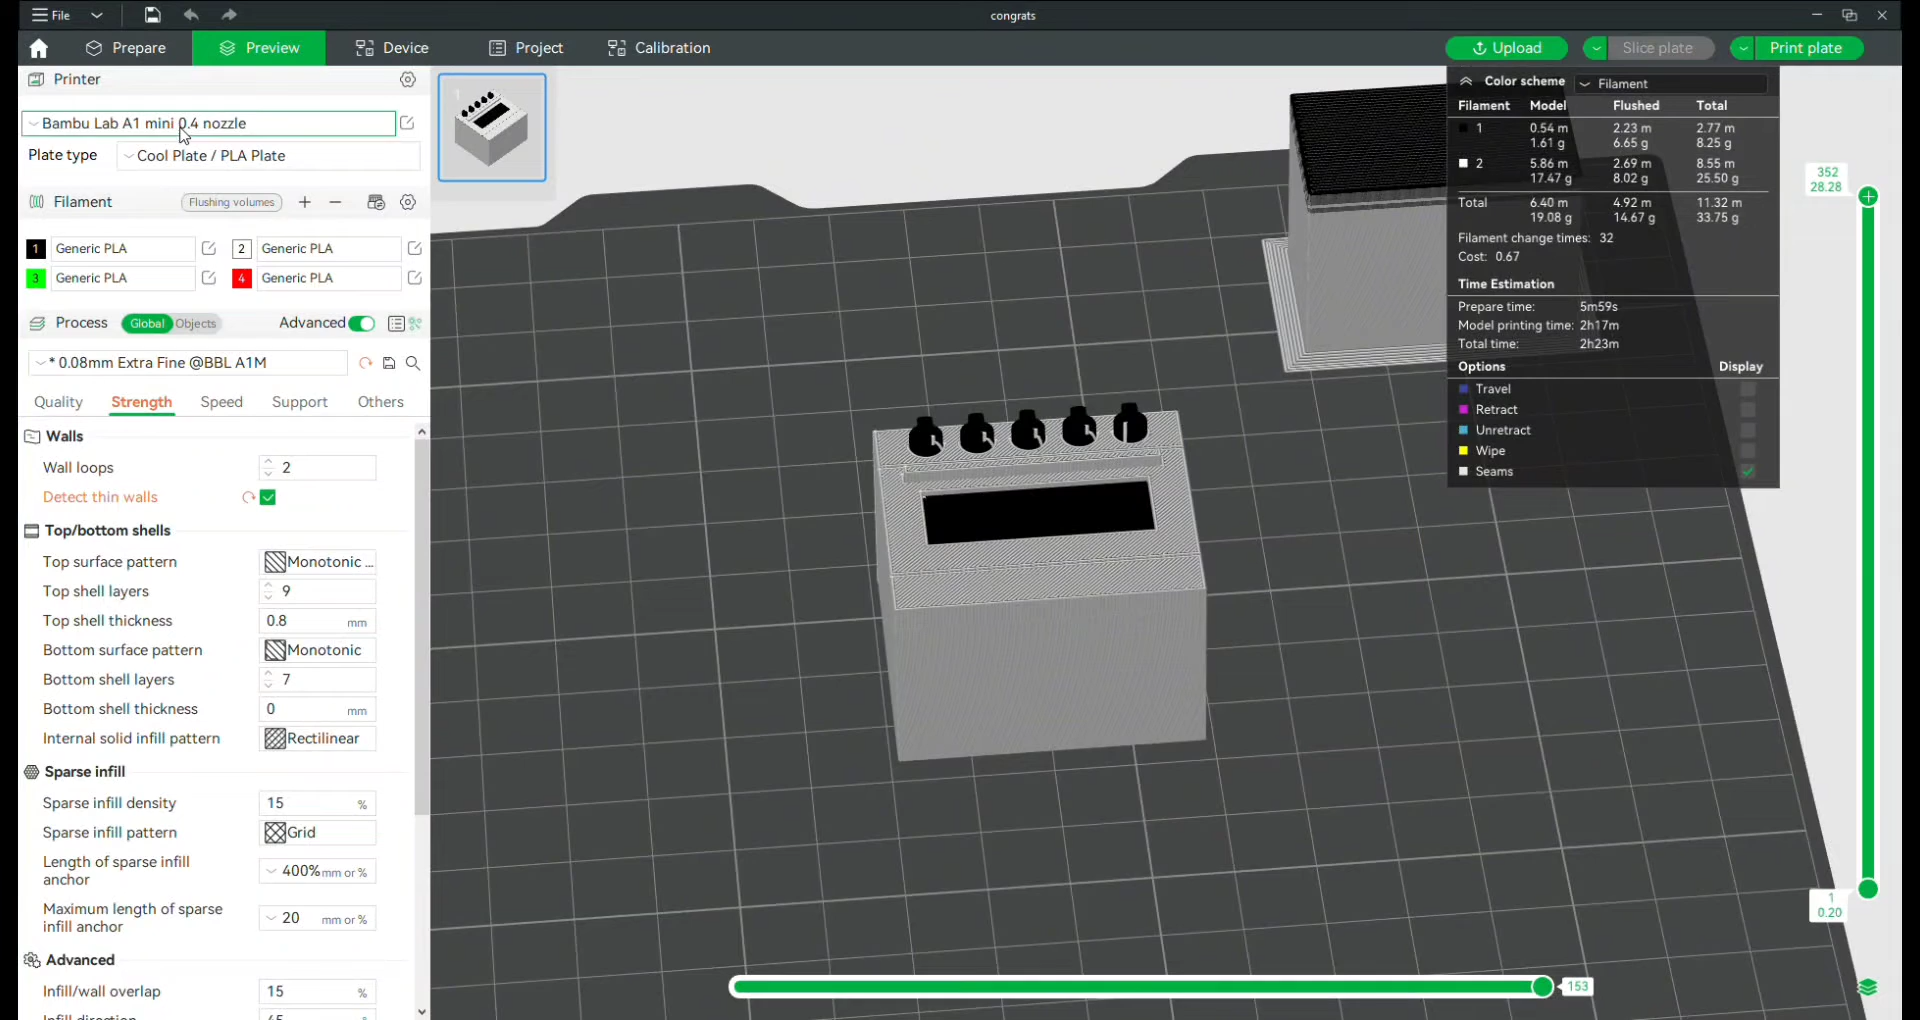 File
congrats
Prepare
Preview
Device
Project
Calibration
Upload
Slice plate
Print plate
Printer
Bambu Lab A1 mini 0.4 nozzle
Plate type
Cool Plate / PLA Plate
Filament
Flushing volumes
1 Generic PLA
2 Generic PLA
3 Generic PLA
4 Generic PLA
Process
Global
Objects
Advanced
* 0.08mm Extra Fine @BBL A1M
Quality
Strength
Speed
Support
Others
Walls
Wall loops 2
Detect thin walls
Top/bottom shells
Top surface pattern Monotonic ...
Top shell layers 9
Top shell thickness 0.8 mm
Bottom surface pattern Monotonic
Bottom shell layers 7
Bottom shell thickness 0 mm
Internal solid infill pattern Rectilinear
Sparse infill
Sparse infill density 15 %
Sparse infill pattern Grid
Length of sparse infill
anchor
400% mm or %
Maximum length of sparse
infill anchor
20 mm or %
Advanced
Infill/wall overlap 15 %
Infill direction 45
1
Color scheme Filament
Filament Model Flushed Total
1 0.54 m 2.23 m 2.77 m
1.61 g 6.65 g 8.25 g
2 5.86 m 2.69 m 8.55 m
17.47 g 8.02 g 25.50 g
Total 6.40 m 4.92 m 11.32 m
19.08 g 14.67 g 33.75 g
Filament change times: 32
Cost: 0.67
Time Estimation
Prepare time: 5m59s
Model printing time: 2h17m
Total time: 2h23m
Options Display
Travel
Retract
Unretract
Wipe
Seams
352
28.28
1
0.20
153